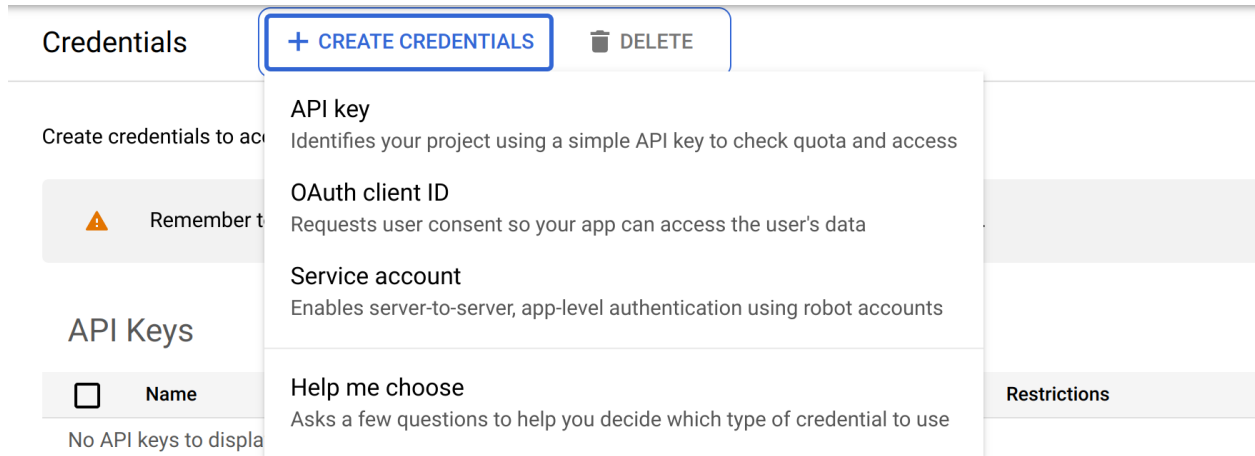 Credentials
+ CREATE CREDENTIALS
DELETE
API key
Identifies your project using a simple API key to check quota and access
Create credentials to
OAuth client ID
Requests user consent so your app can access the user's data
Remember
Service account
Enables server-to-server, app-level authentication using robot accounts
API Keys
Help me choose
Asks a few questions to help you decide which type of credential to use
Name
Restrictions
No API keys to